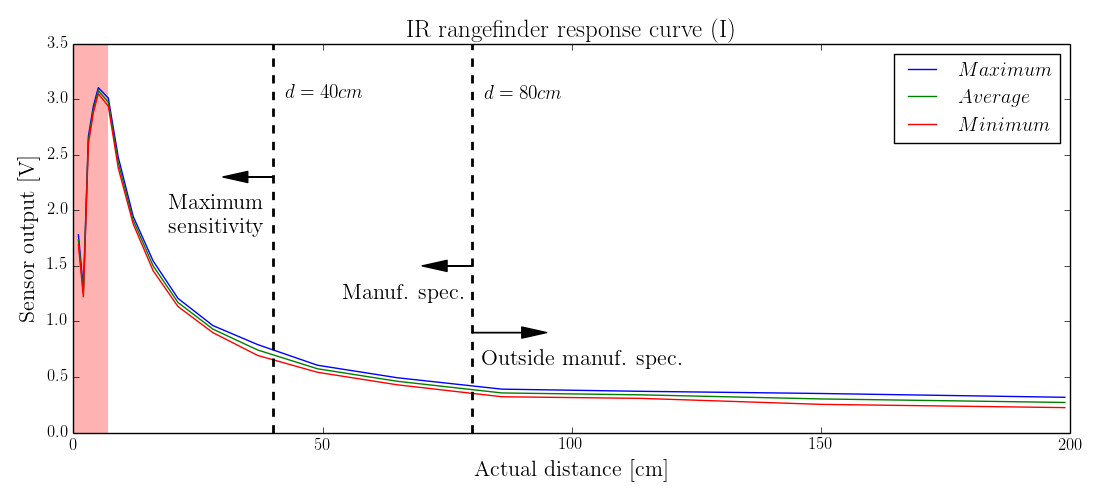 IR rangefinder response curve (I)
3.5
3.0
2.5
2.0
1.5
1.0
0.5
0.0
Sensor output [V]
d = 40cm
d = 80cm
Maximum
Average
Minimum
Maximum
sensitivity
Manuf. spec.
Outside manuf. spec.
0
50
100
150
200
Actual distance [cm]